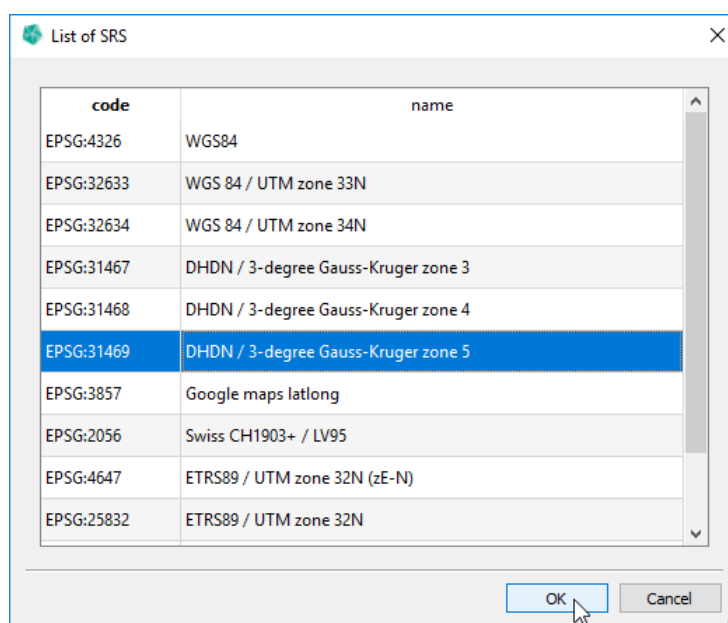 List of SRS
code name
EPSG:4326 WGS84
EPSG:32633 WGS 84 / UTM zone 33N
EPSG:32634 WGS 84 / UTM zone 34N
EPSG:31467 DHDN / 3-degree Gauss-Kruger zone 3
EPSG:31468 DHDN / 3-degree Gauss-Kruger zone 4
EPSG:31469 DHDN / 3-degree Gauss-Kruger zone 5
EPSG:3857 Google maps latlong
EPSG:2056 Swiss CH1903+ / LV95
EPSG:4647 ETRS89 / UTM zone 32N (zE-N)
EPSG:25832 ETRS89 / UTM zone 32N
OK Cancel